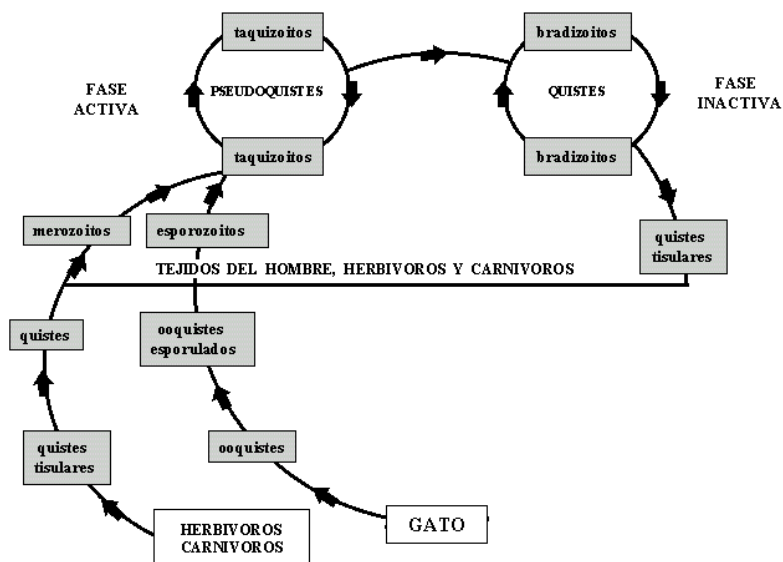 taquizoitos
bradizoitos
FASE
ACTIVA
PSEUDOQUISTES
QUISTES
FASE
INACTIVA
taquizoitos
bradizoitos
merozoitos
esporozoitos
quistes
tisulares
TEJIDOS DEL HOMBRE, HERBIVOROS Y CARNIVOROS
quistes
ooquistes
esporulados
quistes
tisulares
ooquistes
HERBIVOROS
CARNIVOROS
GATO